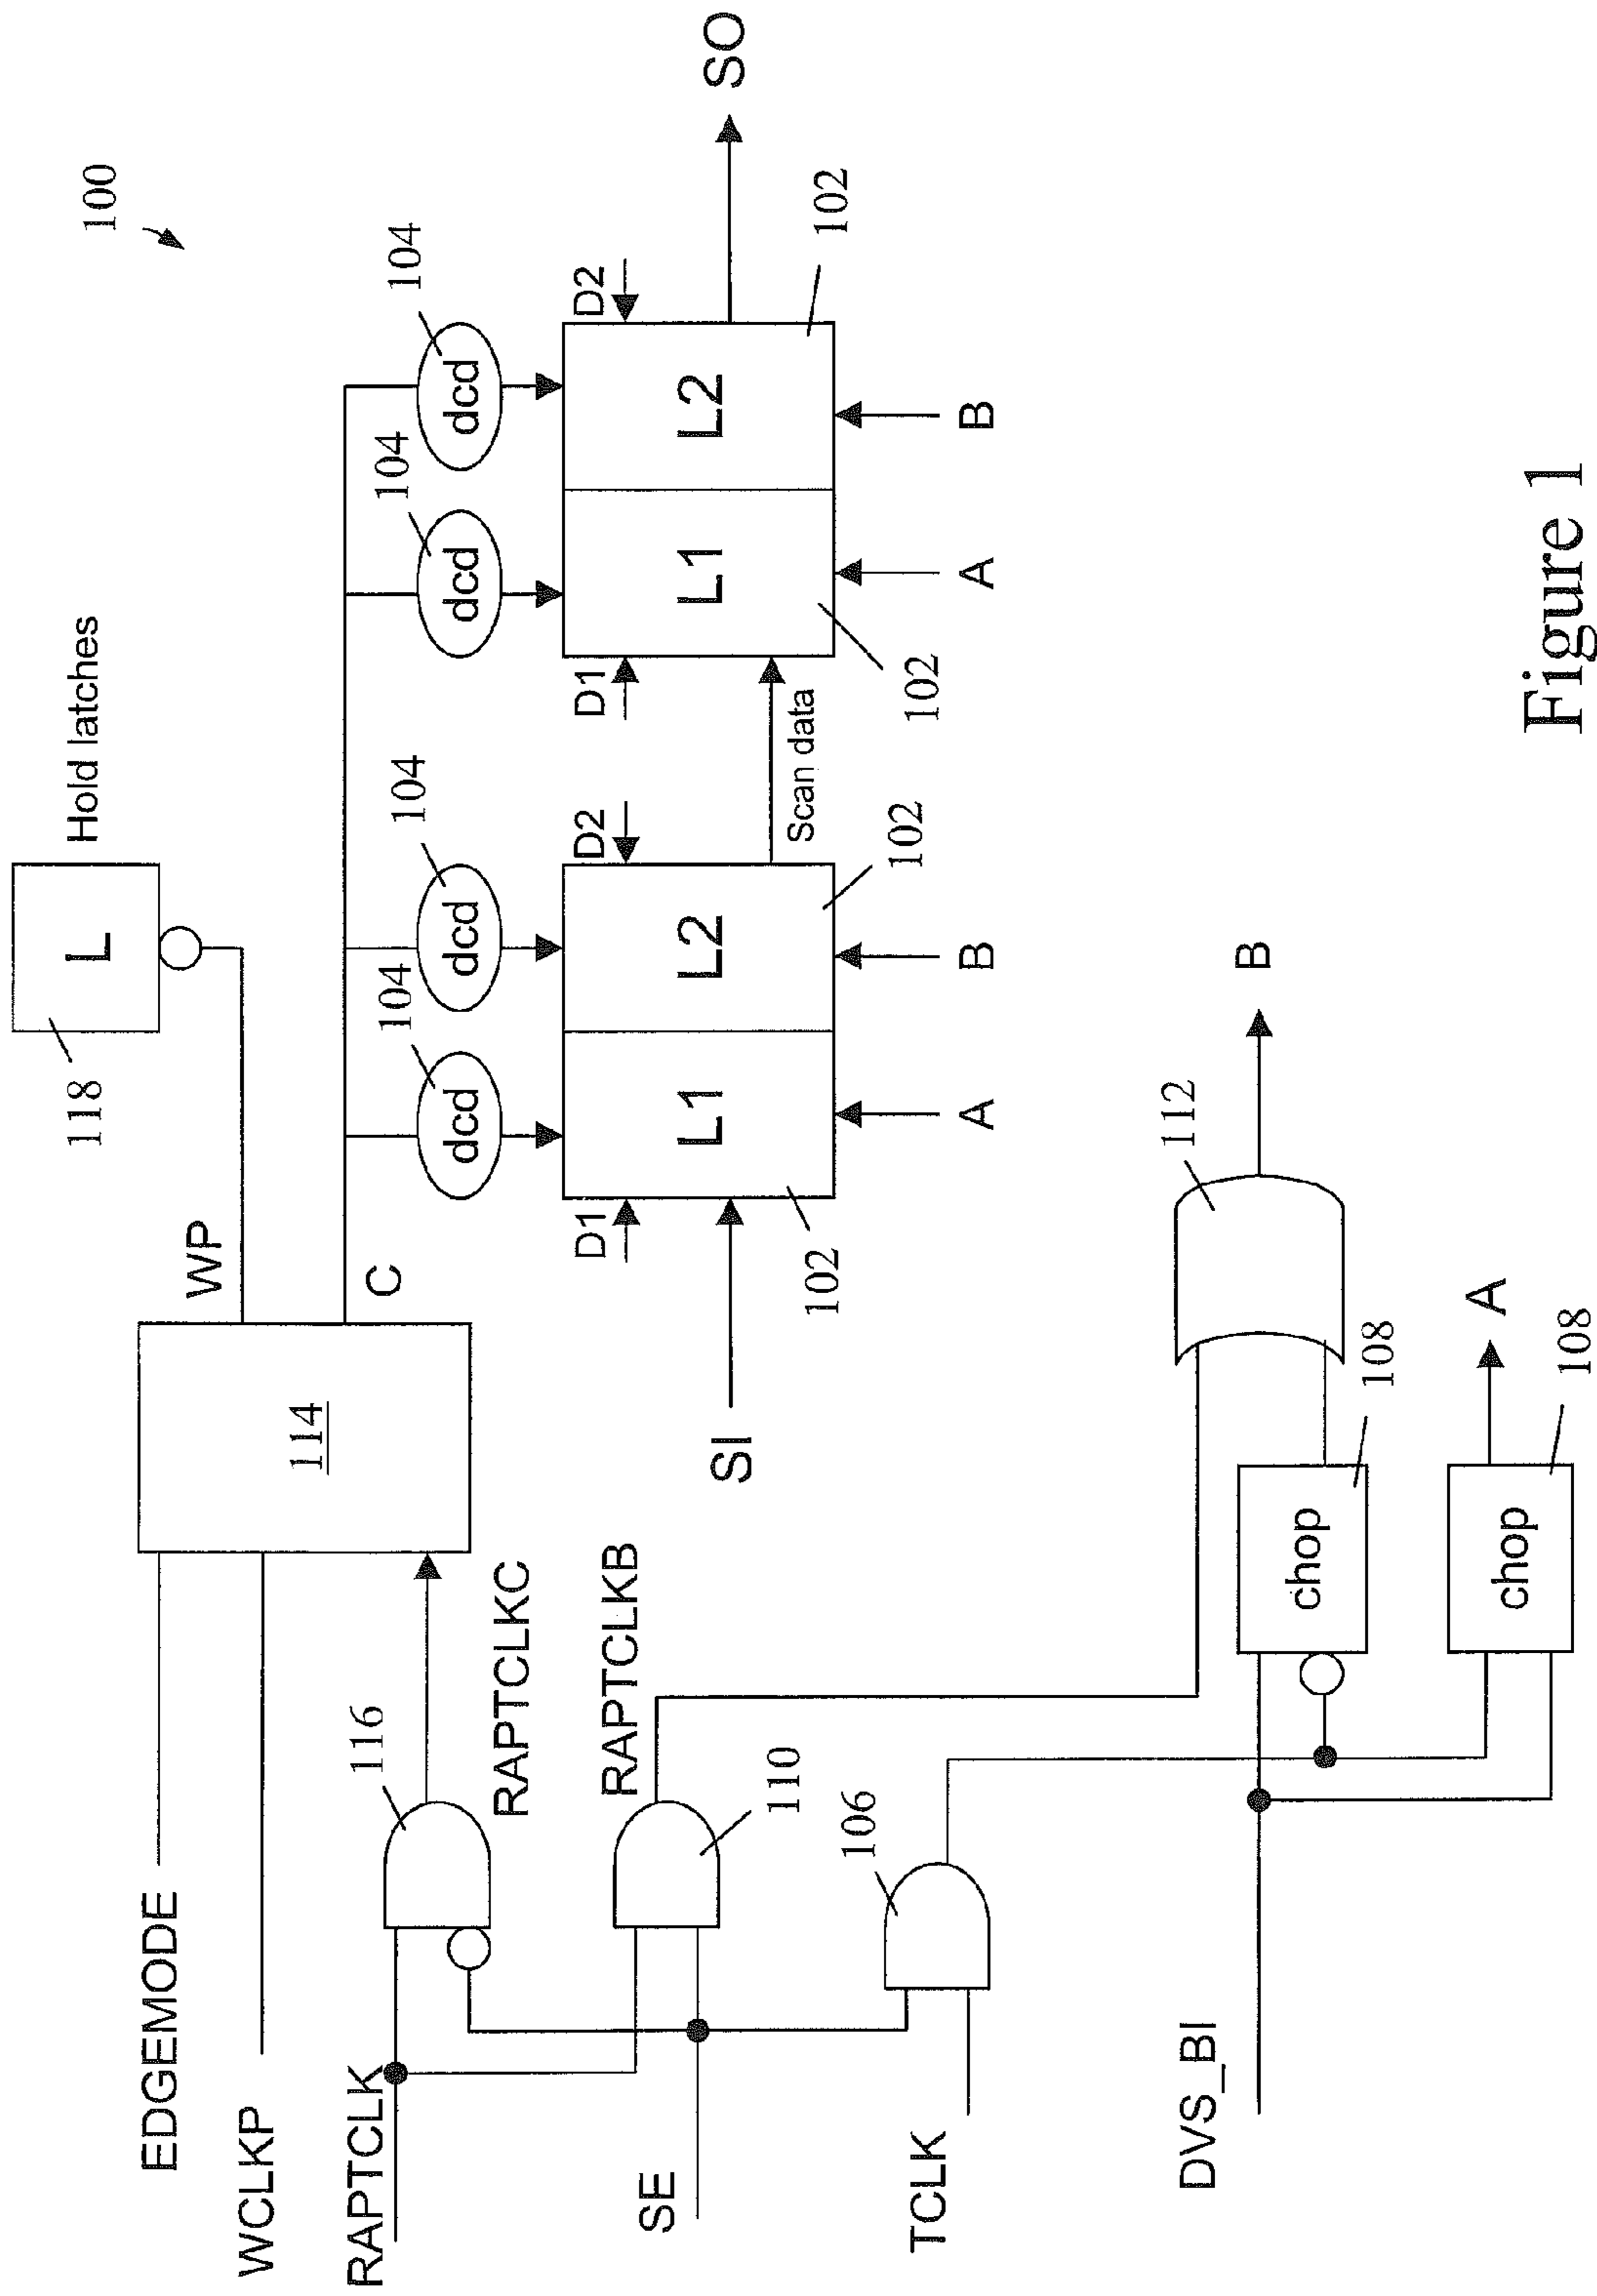 100
Hold latches
L
118
WP
C
114
EDGEMODE
WCLKP
RAPTCLK
116
RAPTCLKC
RAPTCLKB
110
SE
106
TCLK
DVS_BI
104
104
104
104
dcd
dcd
dcd
dcd
D1
D2
D1
D2
L1
L2
L1
L2
SI
SO
Scan data
102
102
102
102
A
B
A
B
112
B
chop
108
A
chop
108
Figure 1